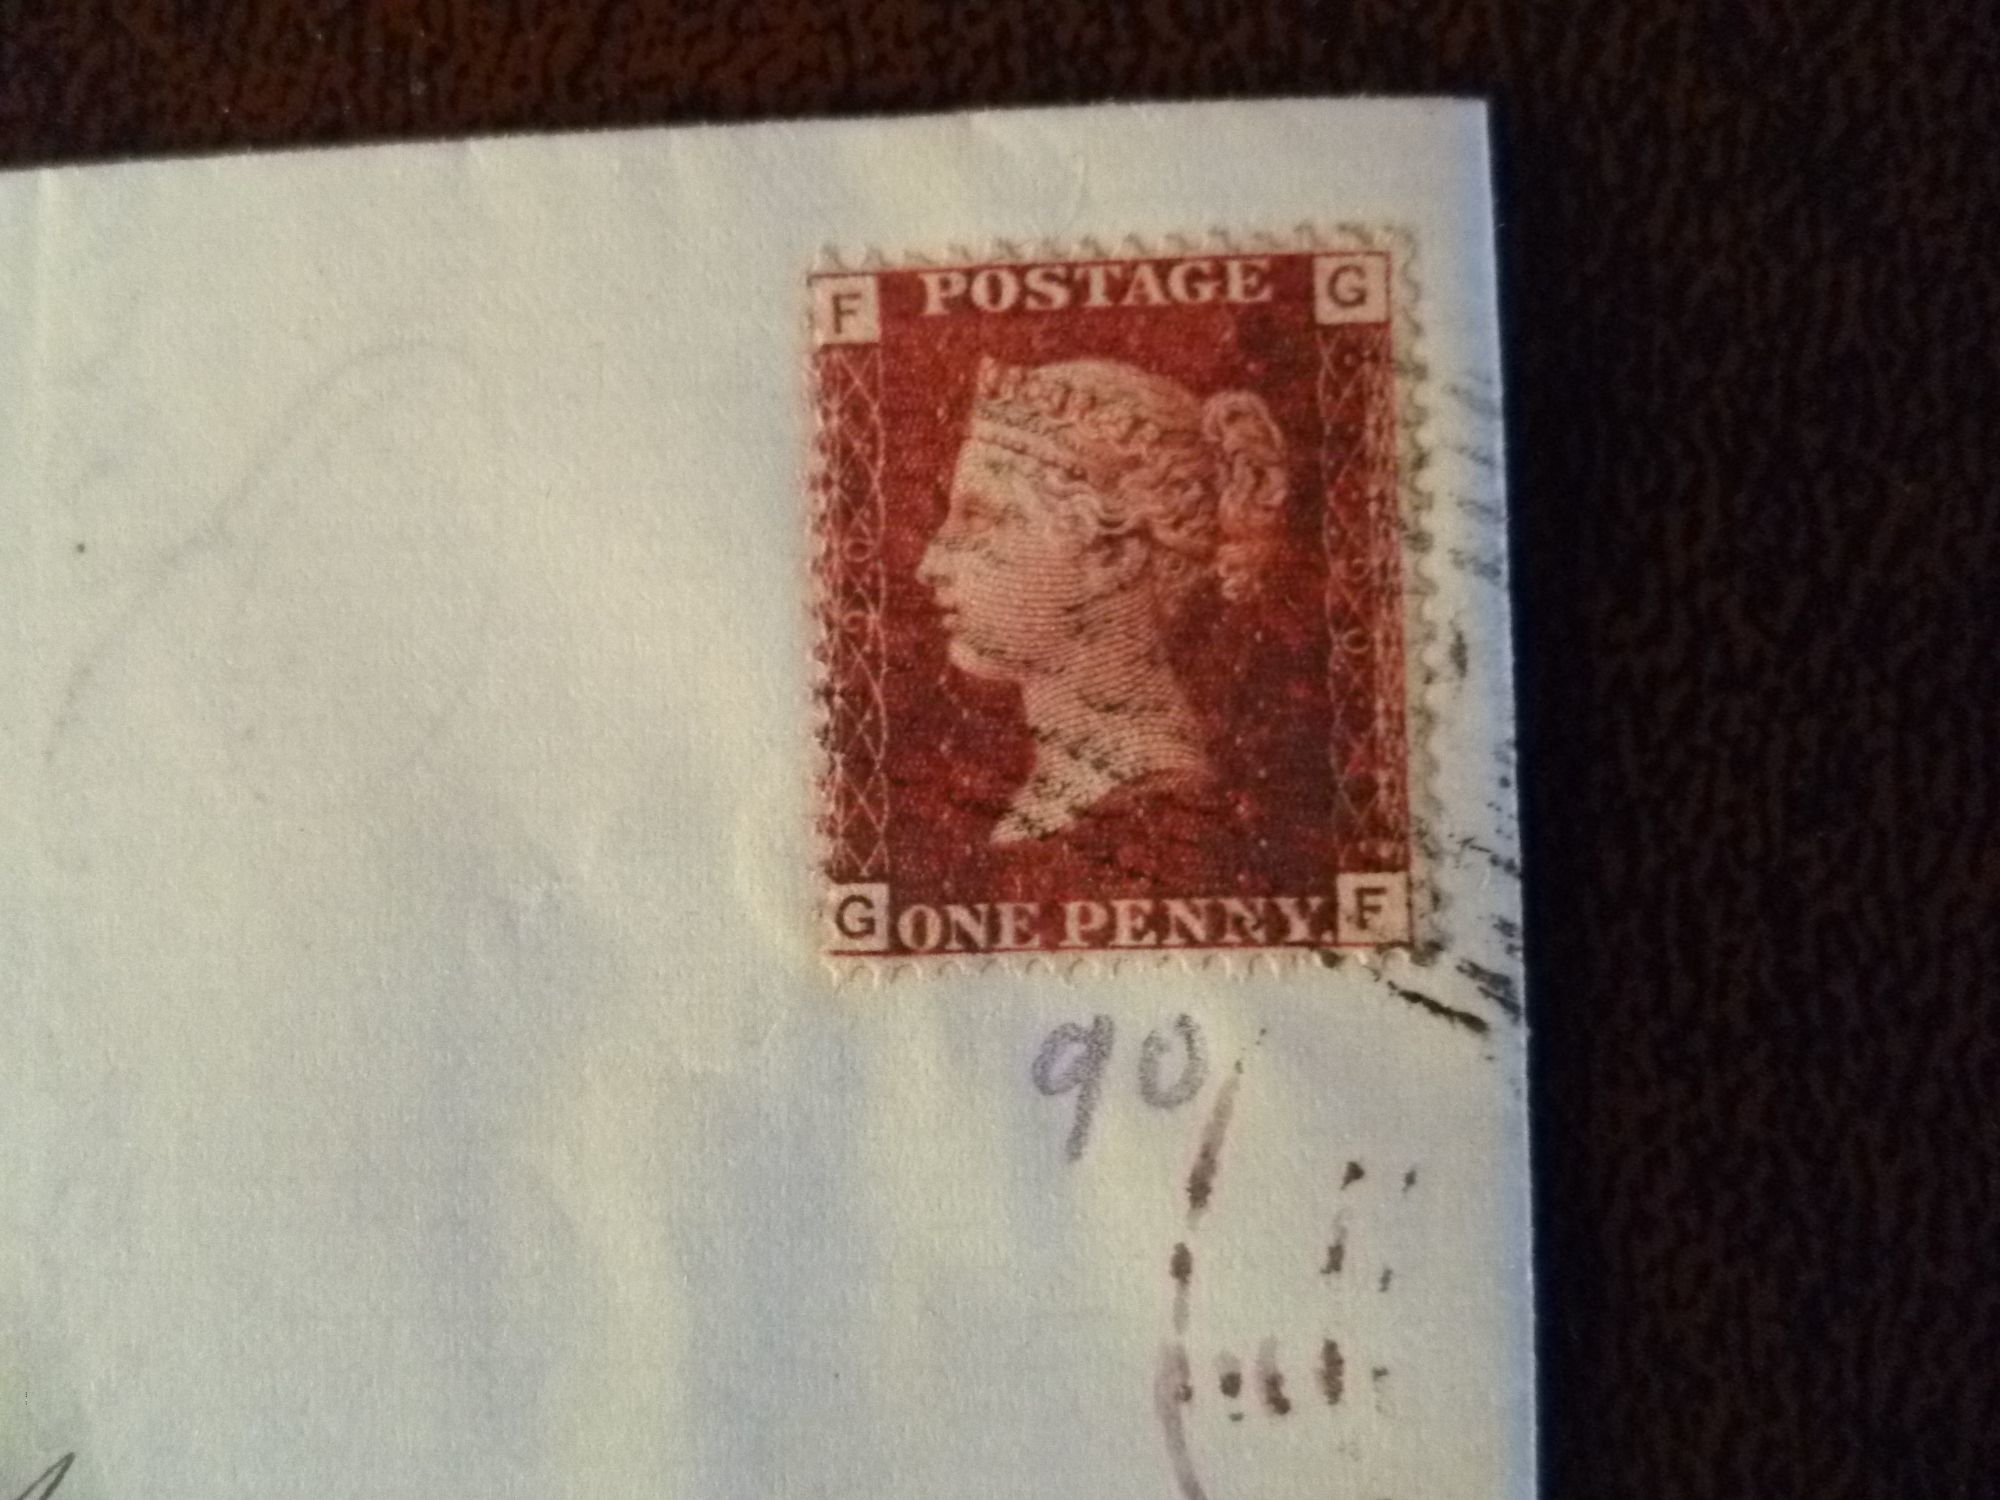 F POSTAGE G
G ONE PENNY. F
90